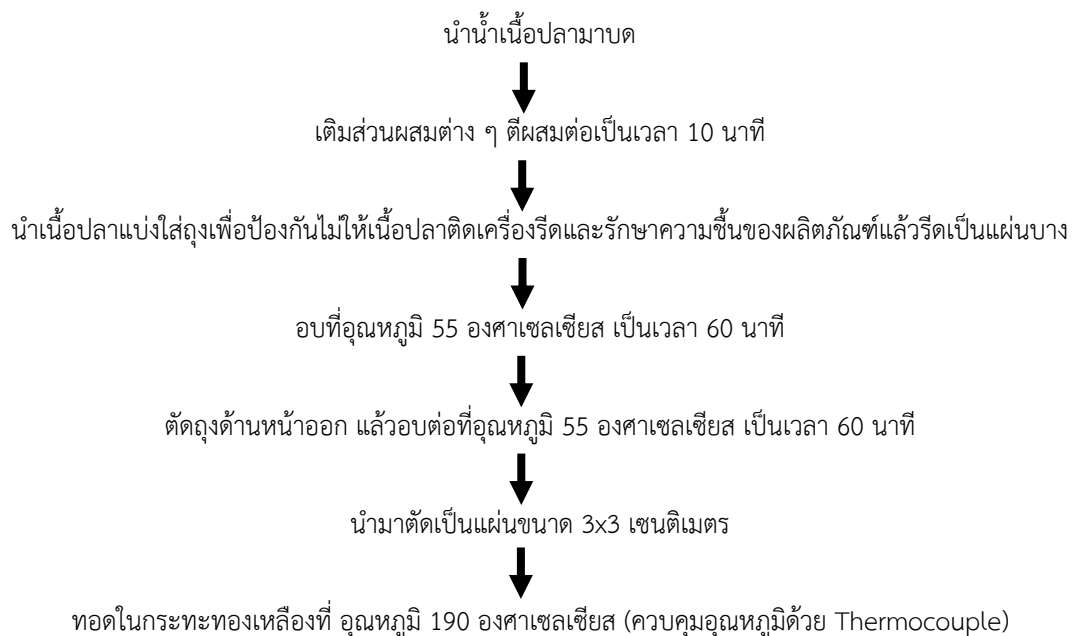 นำน้ำเนื้อปลามาบด
เติมส่วนผสมต่าง ๆ ตีผสมต่อเป็นเวลา 10 นาที
นำเนื้อปลาแบ่งใส่ถุงเพื่อป้องกันไม่ให้เนื้อปลาติดเครื่องรีดและรักษาความชื้นของผลิตภัณฑ์แล้วรีดเป็นแผ่นบาง
อบที่อุณหภูมิ 55 องศาเซลเซียส เป็นเวลา 60 นาที
ตัดถุงด้านหน้าออก แล้วอบต่อที่อุณหภูมิ 55 องศาเซลเซียส เป็นเวลา 60 นาที
นำมาตัดเป็นแผ่นขนาด 3x3 เซนติเมตร
ทอดในกระทะทองเหลืองที่ อุณหภูมิ 190 องศาเซลเซียส (ควบคุมอุณหภูมิด้วย Thermocouple)